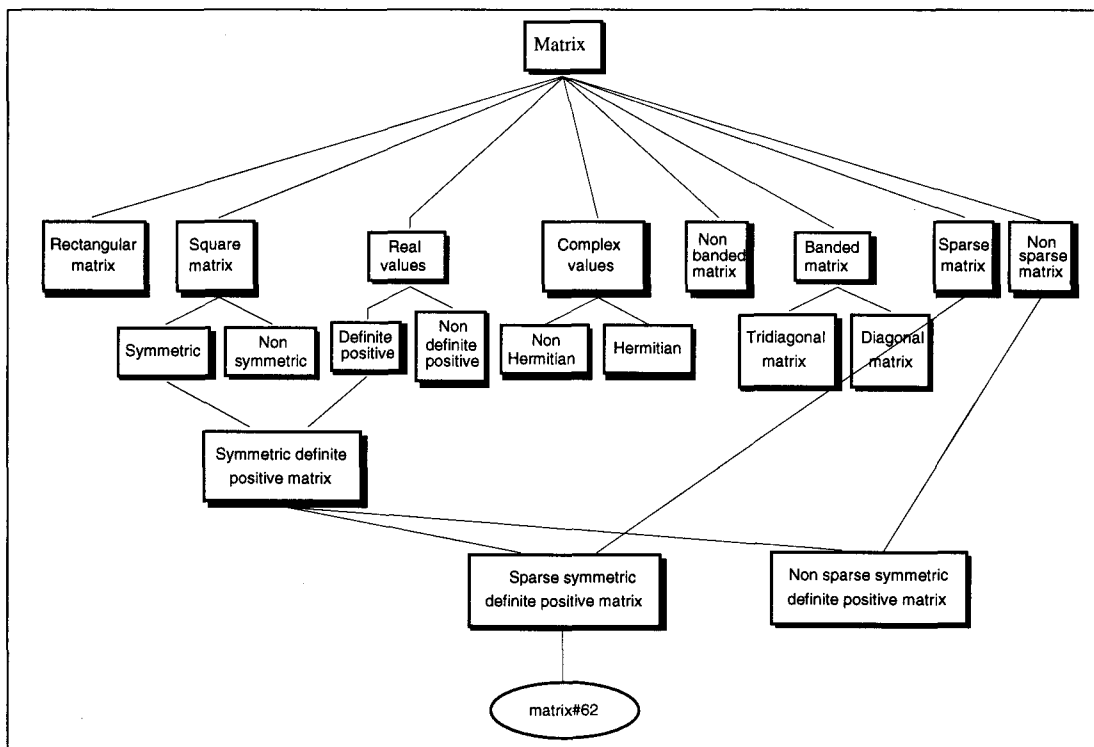 Matrix
Rectangular
matrix
Square
matrix
Real
values
Complex
values
Non
banded
matrix
Banded
matrix
Sparse
matrix
Non
sparse
matrix
Symmetric
Non
symmetric
Definite
positive
Non
definite
positive
Non
Hermitian
Hermitian
Tridiagonal
matrix
Diagonal
matrix
Symmetric definite
positive matrix
Sparse symmetric
definite positive matrix
Non sparse symmetric
definite positive matrix
matrix#62